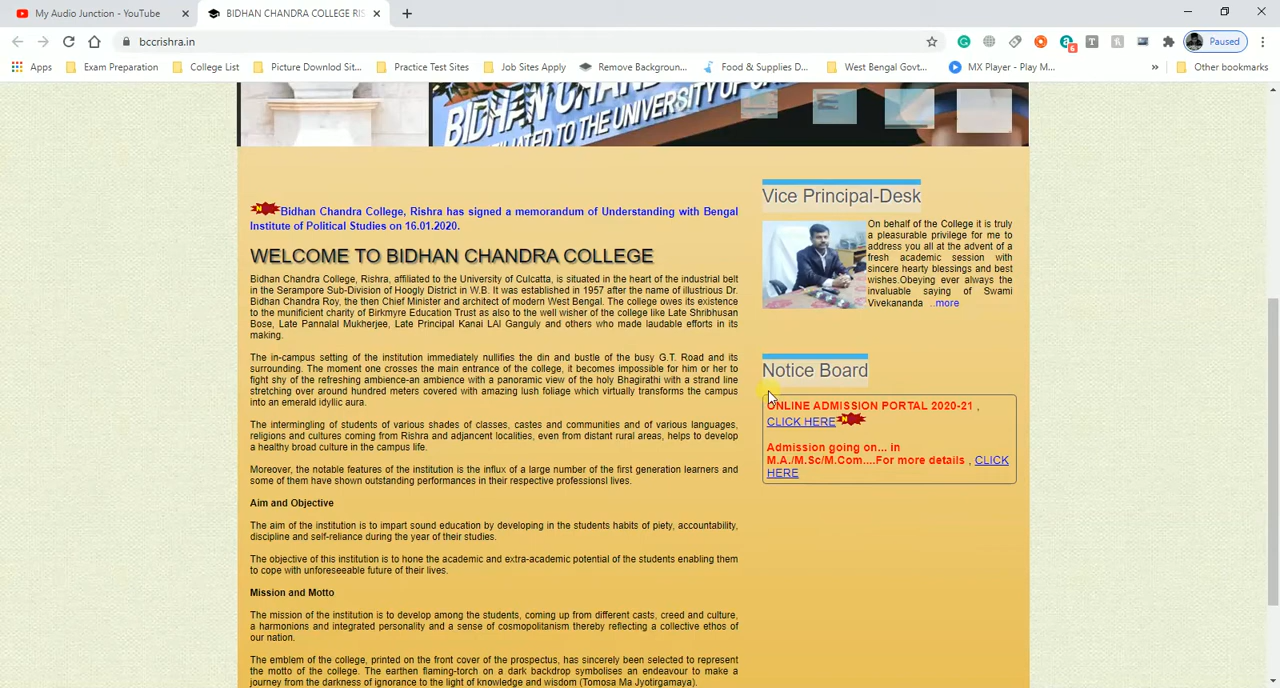 My Audio Junction - YouTube
BIDHAN CHANDRA COLLEGE RIS
bccrishra.in
6
T
Paused
Apps
Exam Preparation
College List
Picture Downlod Sit...
Practice Test Sites
Job Sites Apply
Remove Backgroun...
Food & Supplies D...
West Bengal Govt...
MX Player - Play M...
»
Other bookmarks
BIDHAN CHAND
AFFILIATED TO THE UNIVERSITY OF CA
Bidhan Chandra College, Rishra has signed a memorandum of Understanding with Bengal
Institute of Political Studies on 16.01.2020.
WELCOME TO BIDHAN CHANDRA COLLEGE
Bidhan Chandra College, Rishra, affiliated to the University of Culcatta, is situated in the heart of the industrial belt
in the Serampore Sub-Division of Hoogly District in W.B. It was established in 1957 after the name of illustrious Dr.
Bidhan Chandra Roy, the then Chief Minister and architect of modern West Bengal. The college owes its existence
to the munificient charity of Birkmyre Education Trust as also to the well wisher of the college like Late Shribhusan
Bose, Late Pannalal Mukherjee, Late Principal Kanai LAl Ganguly and others who made laudable efforts in its
making.
The in-campus setting of the institution immediately nullifies the din and bustle of the busy G.T. Road and its
surrounding. The moment one crosses the main entrance of the college, it becomes impossible for him or her to
fight shy of the refreshing ambience-an ambience with a panoramic view of the holy Bhagirathi with a strand line
stretching over around hundred meters covered with amazing lush foliage which virtually transforms the campus
into an emerald idyllic aura.
The intermingling of students of various shades of classes, castes and communities and of various languages,
religions and cultures coming from Rishra and adjancent localities, even from distant rural areas, helps to develop
a healthy broad culture in the campus life.
Moreover, the notable features of the institution is the influx of a large number of the first generation learners and
some of them have shown outstanding performances in their respective professionsl lives.
Aim and Objective
The aim of the institution is to impart sound education by developing in the students habits of piety, accountability,
discipline and self-reliance during the year of their studies.
The objective of this institution is to hone the academic and extra-academic potential of the students enabling them
to cope with unforeseeable future of their lives.
Mission and Motto
The mission of the institution is to develop among the students, coming up from different casts, creed and culture,
a harmonions and integrated personality and a sense of cosmopolitanism thereby reflecting a collective ethos of
our nation.
The emblem of the college, printed on the front cover of the prospectus, has sincerely been selected to represent
the motto of the college. The earthen flaming-torch on a dark backdrop symbolises an endeavour to make a
journey from the darkness of ignorance to the light of knowledge and wisdom (Tomosa Ma Jyotirgamaya).
Vice Principal-Desk
On behalf of the College it is truly
a pleasurable privilege for me to
address you all at the advent of a
fresh academic session with
sincere hearty blessings and best
wishes.Obeying ever always the
invaluable saying of Swami
Vivekananda ..more
Notice Board
ONLINE ADMISSION PORTAL 2020-21 ,
CLICK HERE
Admission going on... in
M.A./M.Sc/M.Com....For more details , CLICK
HERE